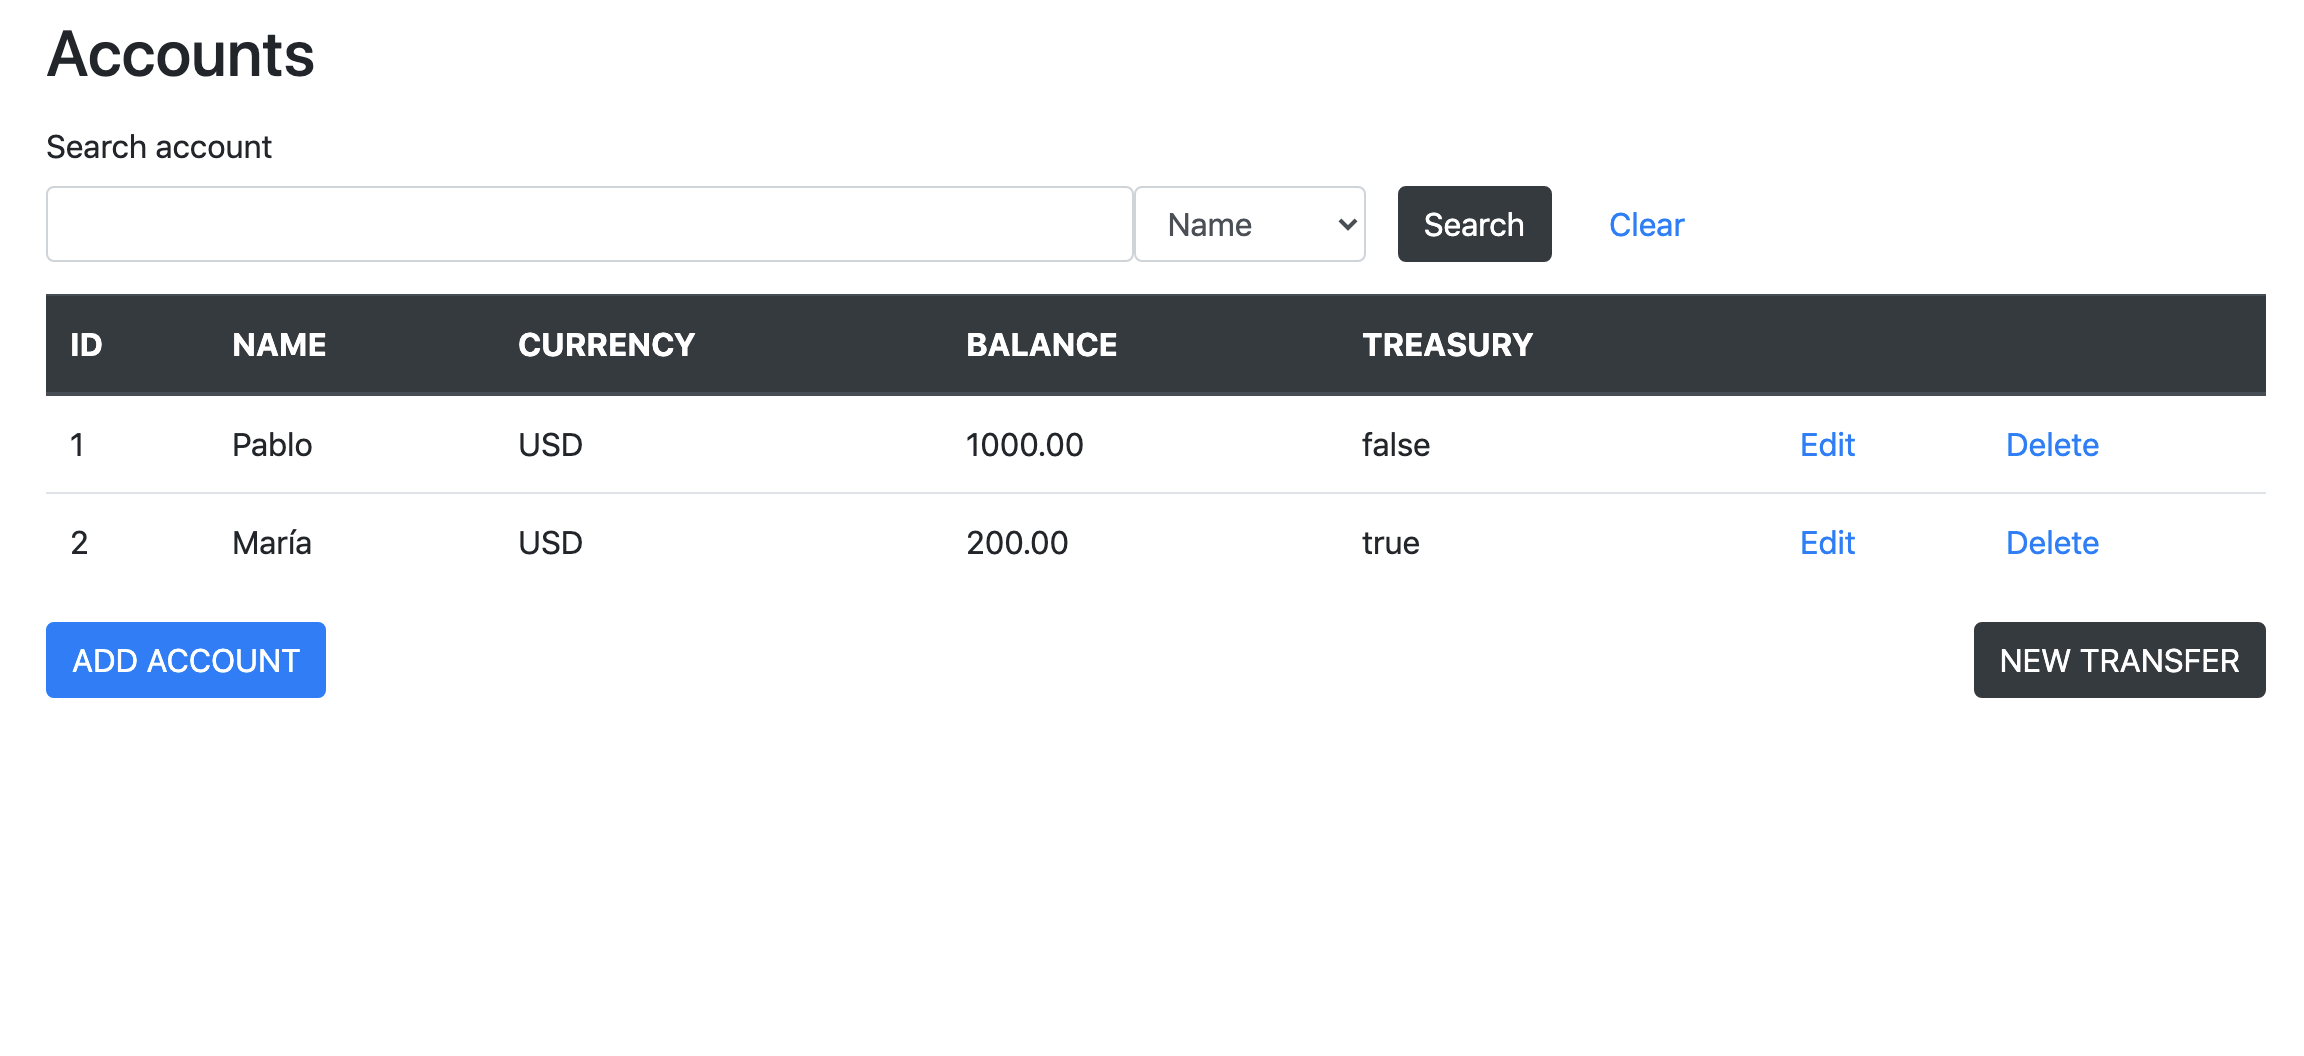 Accounts
Search account
Name Search Clear
ID NAME CURRENCY BALANCE TREASURY
1 Pablo USD 1000.00 false Edit Delete
2 María USD 200.00 true Edit Delete
ADD ACCOUNT NEW TRANSFER